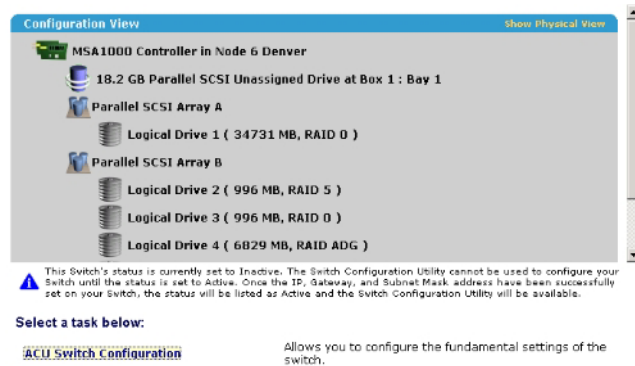 Configuration View
Show Physical View
MSA1000 Controller in Node 6 Denver
18.2 GB Parallel SCSI Unassigned Drive at Box 1 : Bay 1
Parallel SCSI Array A
Logical Drive 1 ( 34731 MB, RAID 0 )
Parallel SCSI Array B
Logical Drive 2 ( 996 MB, RAID 5 )
Logical Drive 3 ( 996 MB, RAID 0 )
Logical Drive 4 ( 6829 MB, RAID ADG )
This Switch's status is currently set to Inactive. The Switch Configuration Utility cannot be used to configure your
Switch until the status is set to Active. Once the IP, Gateway, and Subnet Mask address have been successfully
set on your Switch, the status will be listed as Active and the Switch Configuration Utility will be available.
Select a task below:
ACU Switch Configuration
Allows you to configure the fundamental settings of the
switch.